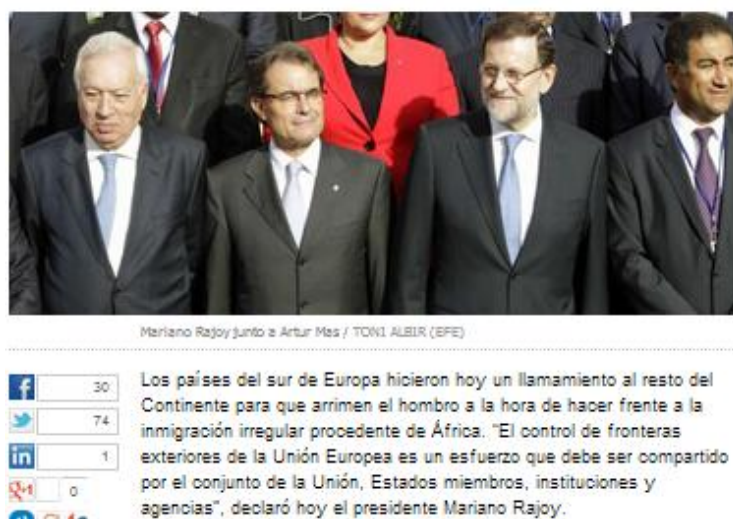 Mariano Rajoy junto a Artur Mas / TONI ALBIR (EFE)
30
74
in
1
+1
0
Los países del sur de Europa hicieron hoy un llamamiento al resto del
Continente para que arrimen el hombro a la hora de hacer frente a la
inmigración irregular procedente de África. "El control de fronteras
exteriores de la Unión Europea es un esfuerzo que debe ser compartido
por el conjunto de la Unión, Estados miembros, instituciones y
agencias", declaró hoy el presidente Mariano Rajoy.